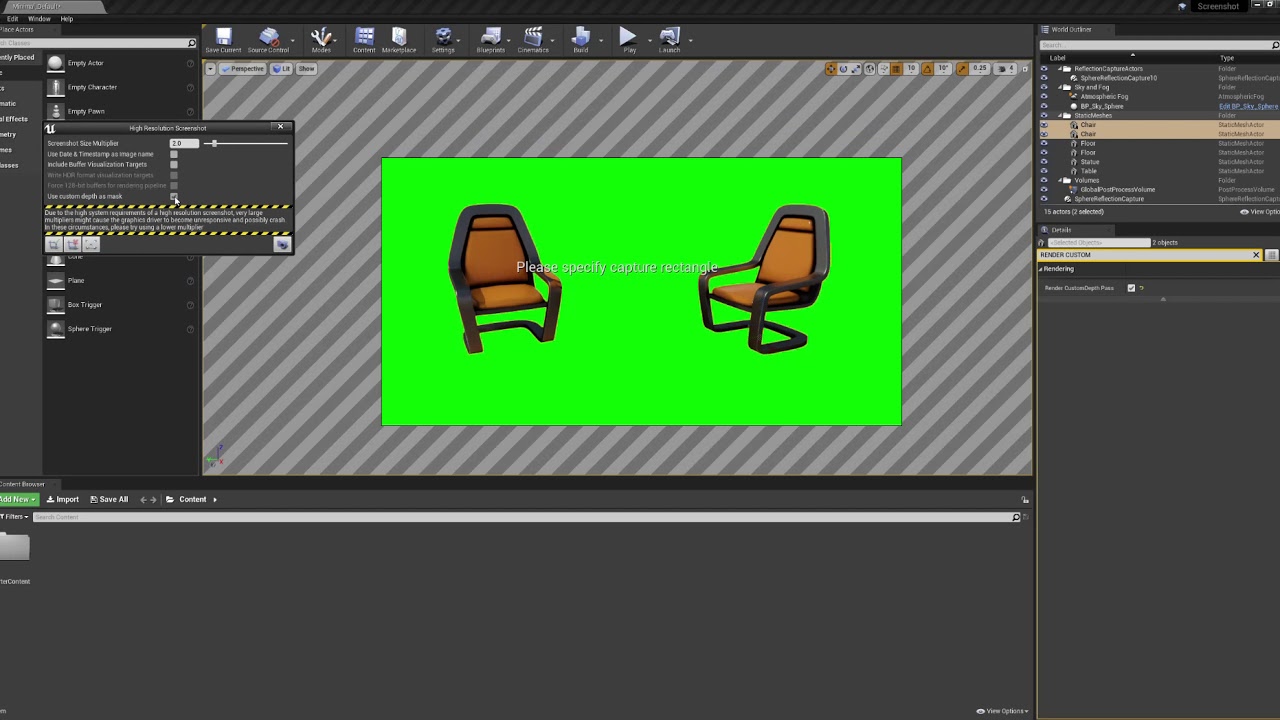 Minimal_Default*
Screenshot
Edit Window Help
Place Actors
Search Classes
Recently Placed
Empty Actor
Empty Character
Empty Pawn
Plane
Box Trigger
Sphere Trigger
High Resolution Screenshot
Screenshot Size Multiplier 2.0
Use Date & Timestamp as Image name
Include Buffer Visualization Targets
Write HDR format visualization targets
Force 128-bit buffers for rendering pipeline
Use custom depth as mask
Due to the high system requirements of a high resolution screenshot, very large
multipliers might cause the graphics driver to become unresponsive and possibly crash
In these circumstances, please try using a lower multiplier
Save Current Source Control Modes Content Marketplace Settings Blueprints Cinematics Build Play Launch
Perspective Lit Show
10 10° 0.25 4
Please specify capture rectangle
World Outliner
Search...
Label Type
ReflectionCaptureActors Folder
SphereReflectionCapture10 SphereReflectionC
Sky and Fog Folder
Atmospheric Fog AtmosphericFog
BP_Sky_Sphere Edit BP_Sky_Sphere
StaticMeshes Folder
Chair StaticMeshActor
Chair StaticMeshActor
Floor StaticMeshActor
Floor StaticMeshActor
Statue StaticMeshActor
Table StaticMeshActor
Volumes Folder
GlobalPostProcessVolume PostProcessVolume
SphereReflectionCapture SphereReflectionC
15 actors (2 selected) View Optio
Details
<Selected Objects> 2 objects
RENDER CUSTOM
Rendering
Render CustomDepth Pass
Content Browser
Add New Import Save All Content
Filters Search Content
rterContent
View Options